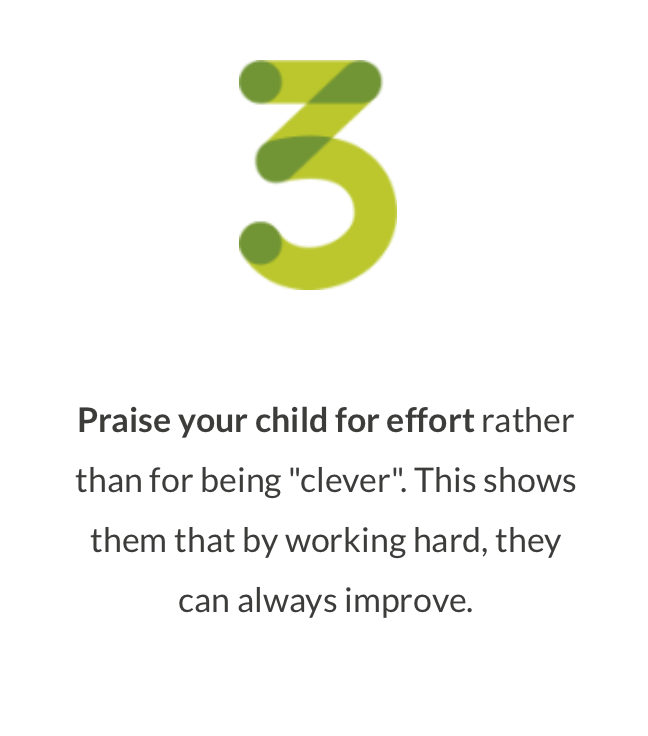 3
Praise your child for effort rather
than for being "clever". This shows
them that by working hard, they
can always improve.